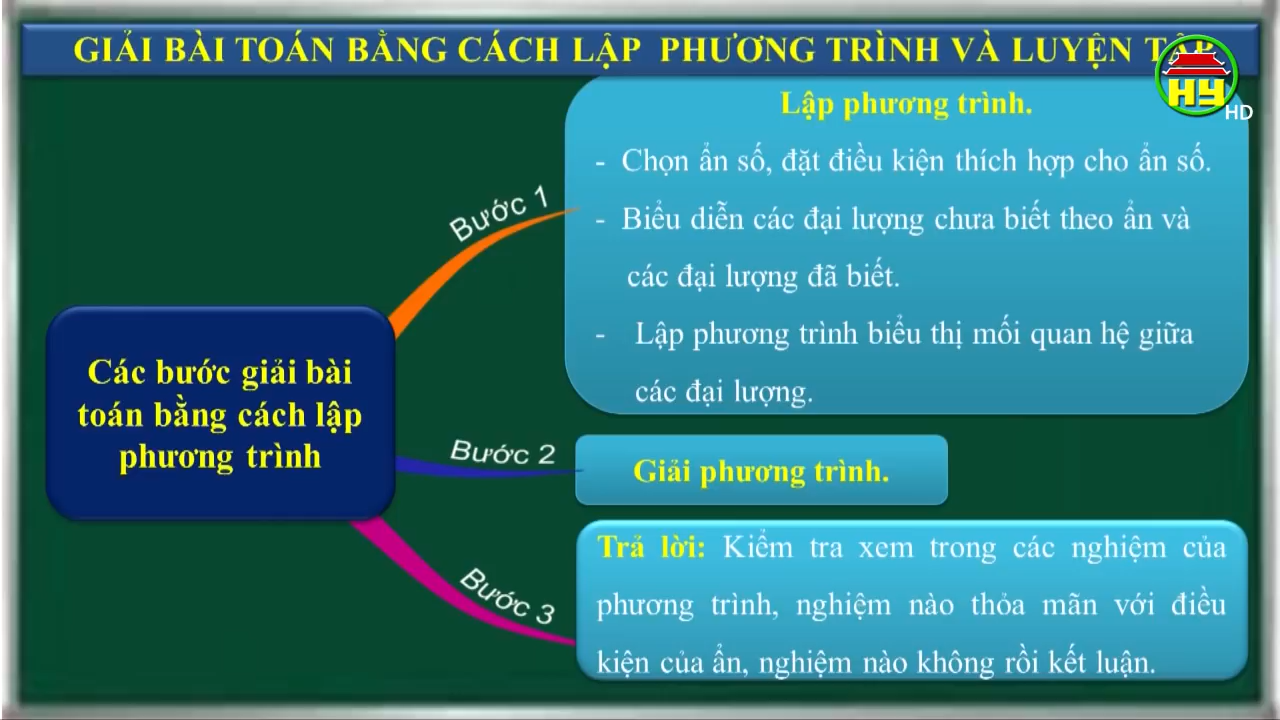 GIẢI BÀI TOÁN BẰNG CÁCH LẬP PHƯƠNG TRÌNH VÀ LUYỆN TẬP
HY
HD
Lập phương trình.
- Chọn ẩn số, đặt điều kiện thích hợp cho ẩn số.
- Biểu diễn các đại lượng chưa biết theo ẩn và
các đại lượng đã biết.
- Lập phương trình biểu thị mối quan hệ giữa
các đại lượng.
Bước 1
Các bước giải bài
toán bằng cách lập
phương trình
Bước 2
Giải phương trình.
Bước 3
Trả lời: Kiểm tra xem trong các nghiệm của
phương trình, nghiệm nào thỏa mãn với điều
kiện của ẩn, nghiệm nào không rồi kết luận.